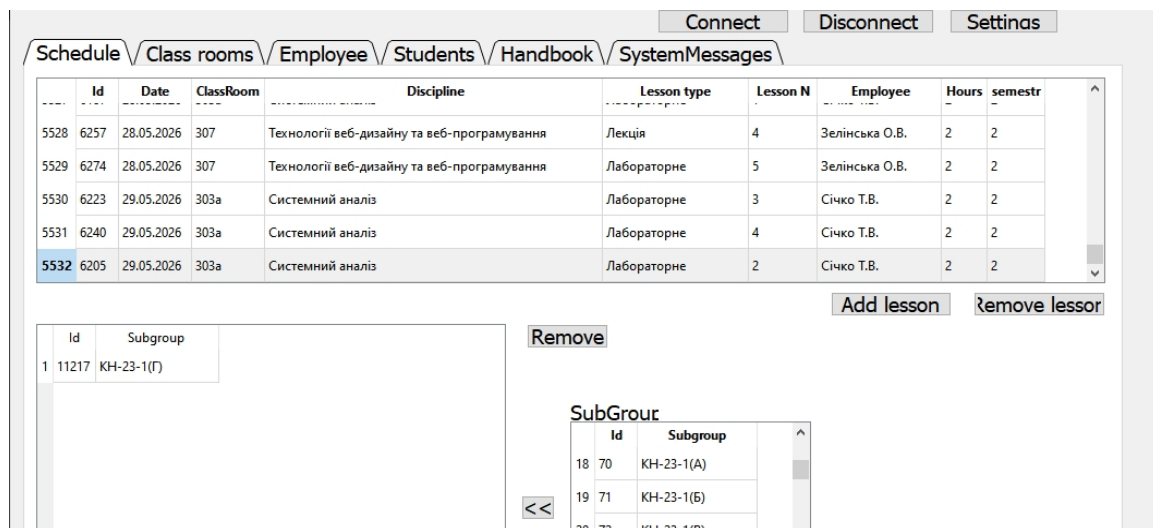 Connect Disconnect Settings
Schedule Class rooms Employee Students Handbook SystemMessages
Id Date ClassRoom Discipline Lesson type Lesson N Employee Hours semestr
5528 6257 28.05.2026 307 Технології веб-дизайну та веб-програмування Лекція 4 Зелінська О.В. 2 2
5529 6274 28.05.2026 307 Технології веб-дизайну та веб-програмування Лабораторне 5 Зелінська О.В. 2 2
5530 6223 29.05.2026 303а Системний аналіз Лабораторне 3 Січко Т.В. 2 2
5531 6240 29.05.2026 303а Системний аналіз Лабораторне 4 Січко Т.В. 2 2
5532 6205 29.05.2026 303а Системний аналіз Лабораторне 2 Січко Т.В. 2 2
Add lesson Remove lesson
Id Subgroup
1 11217 КН-23-1(Г)
Remove
SubGroup
Id Subgroup
18 70 КН-23-1(А)
19 71 КН-23-1(Б)
<<